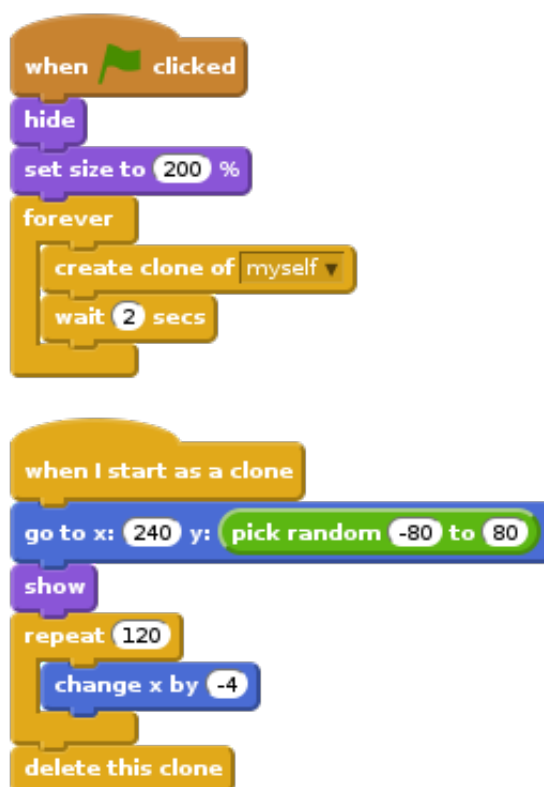 when clicked
hide
set size to 200 %
forever
create clone of myself
wait 2 secs
when I start as a clone
go to x: 240 y: pick random -80 to 80
show
repeat 120
change x by -4
delete this clone